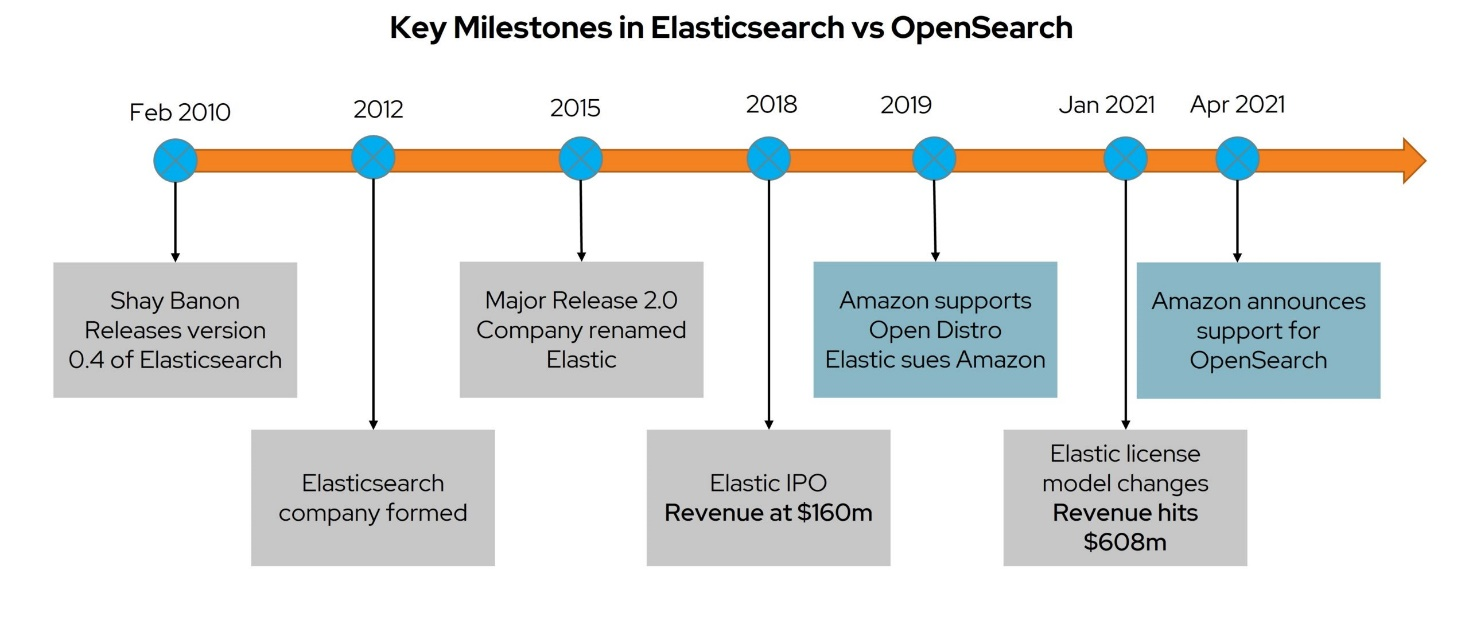 Key Milestones in Elasticsearch vs OpenSearch
Feb 2010
2012
2015
2018
2019
Jan 2021
Apr 2021
Shay Banon
Releases version
0.4 of Elasticsearch
Major Release 2.0
Company renamed
Elastic
Amazon supports
Open Distro
Elastic sues Amazon
Amazon announces
support for
OpenSearch
Elasticsearch
company formed
Elastic IPO
Revenue at $160m
Elastic license
model changes
Revenue hits
$608m